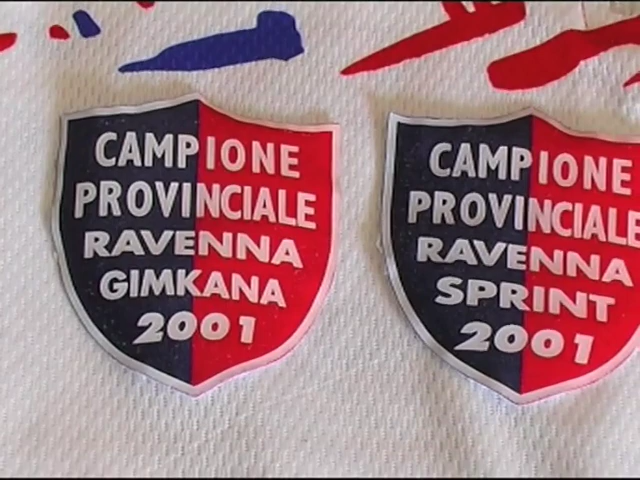 CAMPIONE
PROVINCIALE
RAVENNA
GIMKANA
2001
CAMPIONE
PROVINCIALE
RAVENNA
SPRINT
2001